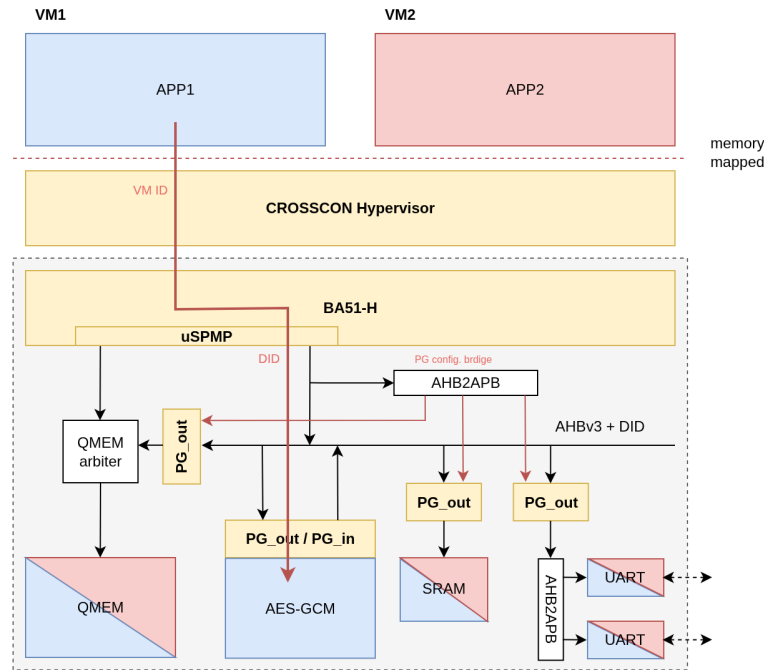 VM1
VM2
APP1
APP2
memory
mapped
VM ID
CROSSCON Hypervisor
BA51-H
uSPMP
DID
PG config. brdige
AHB2APB
AHBv3 + DID
QMEM
arbiter
PG_out
PG_out
PG_out
PG_out / PG_in
QMEM
AES-GCM
SRAM
AHB2APB
UART
UART